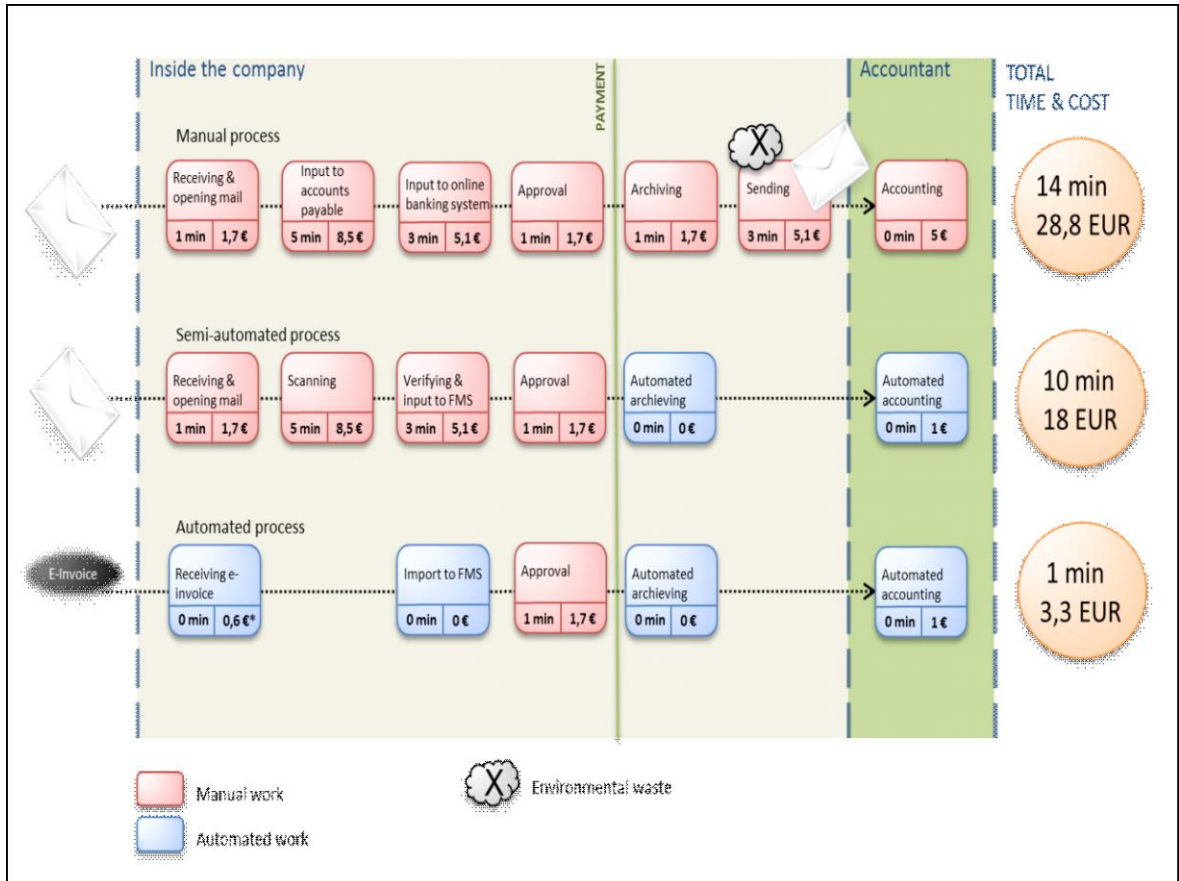 Inside the company
PAYMENT
Accountant
TOTAL
TIME & COST
Manual process
Receiving &
opening mail
1 min 1,7 €
Input to
accounts
payable
5 min 8,5 €
Input to online
banking system
3 min 5,1 €
Approval
1 min 1,7 €
Archiving
1 min 1,7 €
X
Sending
3 min 5,1 €
Accounting
0 min 5 €
14 min
28,8 EUR
Semi-automated process
Receiving &
opening mail
1 min 1,7 €
Scanning
5 min 8,5 €
Verifying &
input to FMS
3 min 5,1 €
Approval
1 min 1,7 €
Automated
archieving
0 min 0 €
Automated
accounting
0 min 1 €
10 min
18 EUR
Automated process
E-Invoice
Receiving e-
invoice
0 min 0,6 €*
Import to FMS
0 min 0 €
Approval
1 min 1,7 €
Automated
archieving
0 min 0 €
Automated
accounting
0 min 1 €
1 min
3,3 EUR
Manual work
X Environmental waste
Automated work